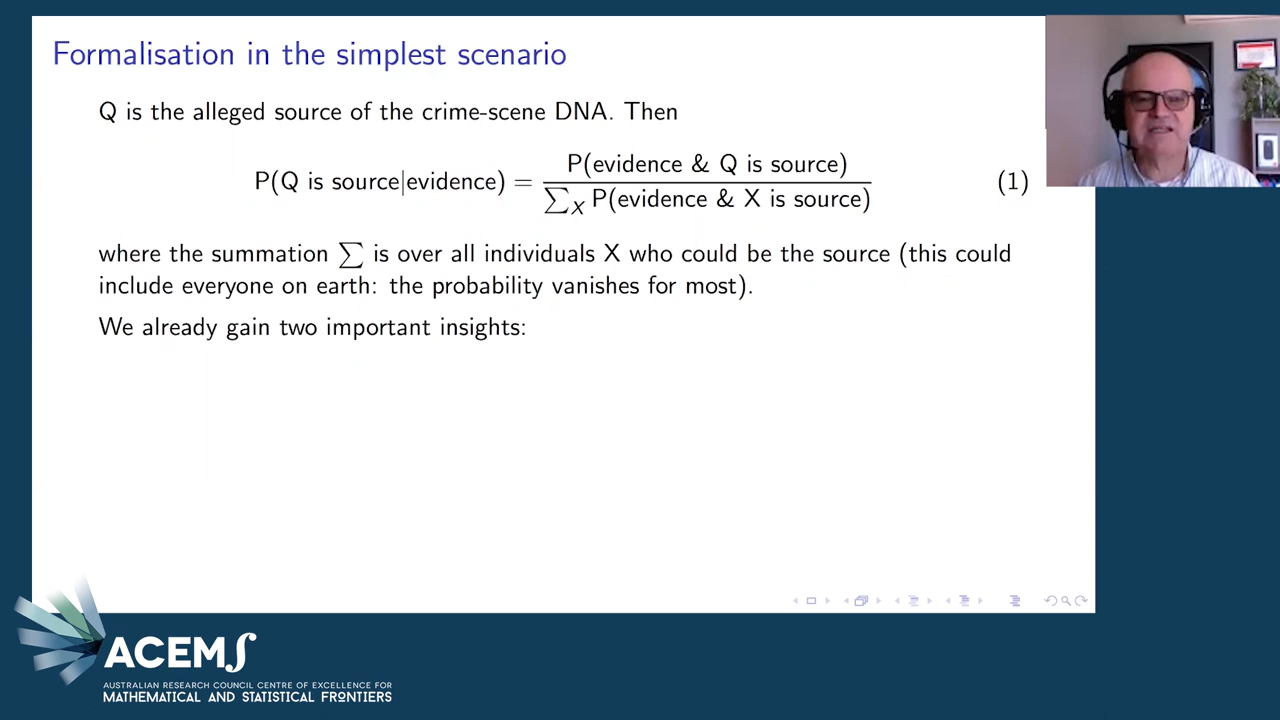 Formalisation in the simplest scenario
Q is the alleged source of the crime-scene DNA. Then
P(Q is source|evidence) = P(evidence & Q is source) / ∑_X P(evidence & X is source) (1)
where the summation ∑ is over all individuals X who could be the source (this could
include everyone on earth: the probability vanishes for most).
We already gain two important insights:
ACEMS
AUSTRALIAN RESEARCH COUNCIL CENTRE OF EXCELLENCE FOR
MATHEMATICAL AND STATISTICAL FRONTIERS